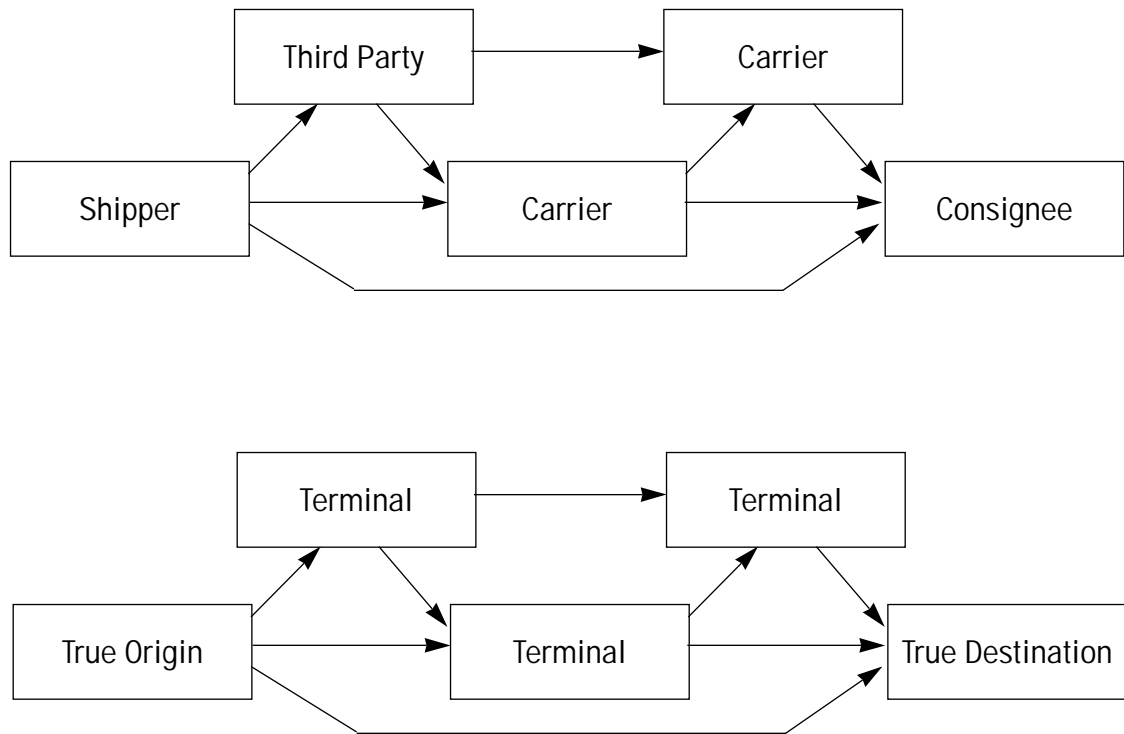 Third Party
Carrier
Shipper
Carrier
Consignee
Terminal
Terminal
True Origin
Terminal
True Destination